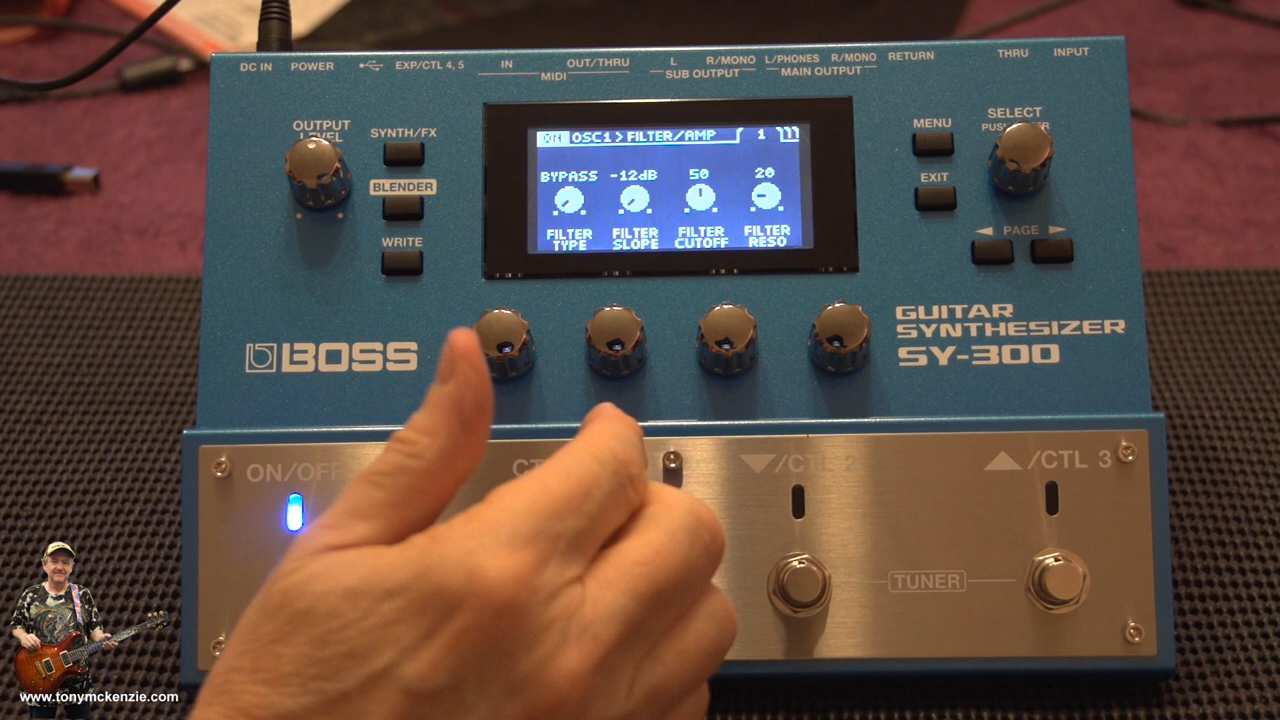 DC IN POWER EXP/CTL 4, 5 IN OUT/THRU L R/MONO L/PHONES R/MONO RETURN THRU INPUT
MIDI SUB OUTPUT MAIN OUTPUT
OUTPUT
LEVEL
SYNTH/FX
BLENDER
WRITE
ON OSC1>FILTER/AMP 1
BYPASS -12dB 50 20
FILTER FILTER FILTER FILTER
TYPE SLOPE CUTOFF RESO
MENU
EXIT
SELECT
PAGE
BOSS
GUITAR
SYNTHESIZER
SY-300
ON/OFF
/CTL 2
/CTL 3
TUNER
www.tonymckenzie.com